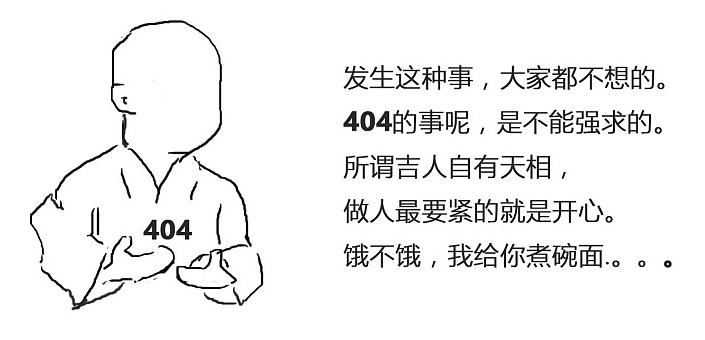 404
发生这种事，大家都不想的。
404的事呢，是不能强求的。
所谓吉人自有天相，
做人最要紧的就是开心。
饿不饿，我给你煮碗面.。。。